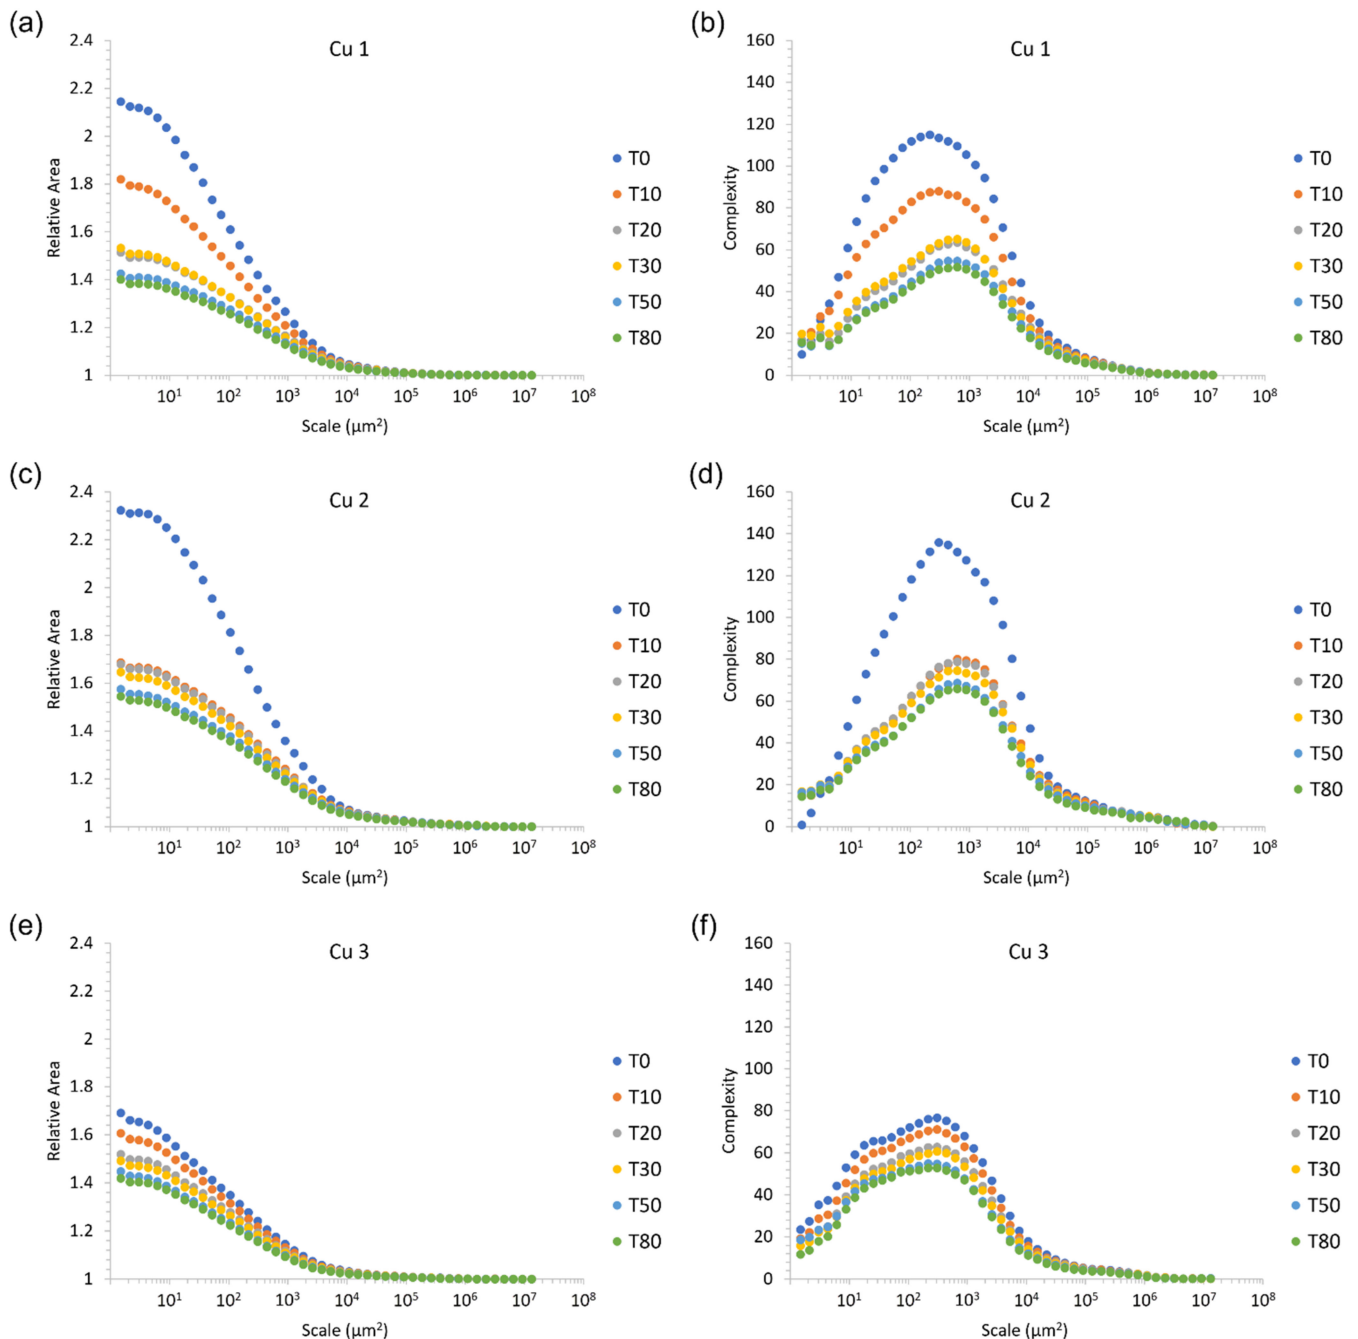 (a)
Cu 1
2.4
2.2
2
1.8
1.6
1.4
1.2
1
Relative Area
10¹ 10² 10³ 10⁴ 10⁵ 10⁶ 10⁷ 10⁸
Scale (µm²)
T0
T10
T20
T30
T50
T80
(b)
Cu 1
160
140
120
100
80
60
40
20
0
Complexity
10¹ 10² 10³ 10⁴ 10⁵ 10⁶ 10⁷ 10⁸
Scale (µm²)
T0
T10
T20
T30
T50
T80
(c)
Cu 2
2.4
2.2
2
1.8
1.6
1.4
1.2
1
Relative Area
10¹ 10² 10³ 10⁴ 10⁵ 10⁶ 10⁷ 10⁸
Scale (µm²)
T0
T10
T20
T30
T50
T80
(d)
Cu 2
160
140
120
100
80
60
40
20
0
Complexity
10¹ 10² 10³ 10⁴ 10⁵ 10⁶ 10⁷ 10⁸
Scale (µm²)
T0
T10
T20
T30
T50
T80
(e)
Cu 3
2.4
2.2
2
1.8
1.6
1.4
1.2
1
Relative Area
10¹ 10² 10³ 10⁴ 10⁵ 10⁶ 10⁷ 10⁸
Scale (µm²)
T0
T10
T20
T30
T50
T80
(f)
Cu 3
160
140
120
100
80
60
40
20
0
Complexity
10¹ 10² 10³ 10⁴ 10⁵ 10⁶ 10⁷ 10⁸
Scale (µm²)
T0
T10
T20
T30
T50
T80